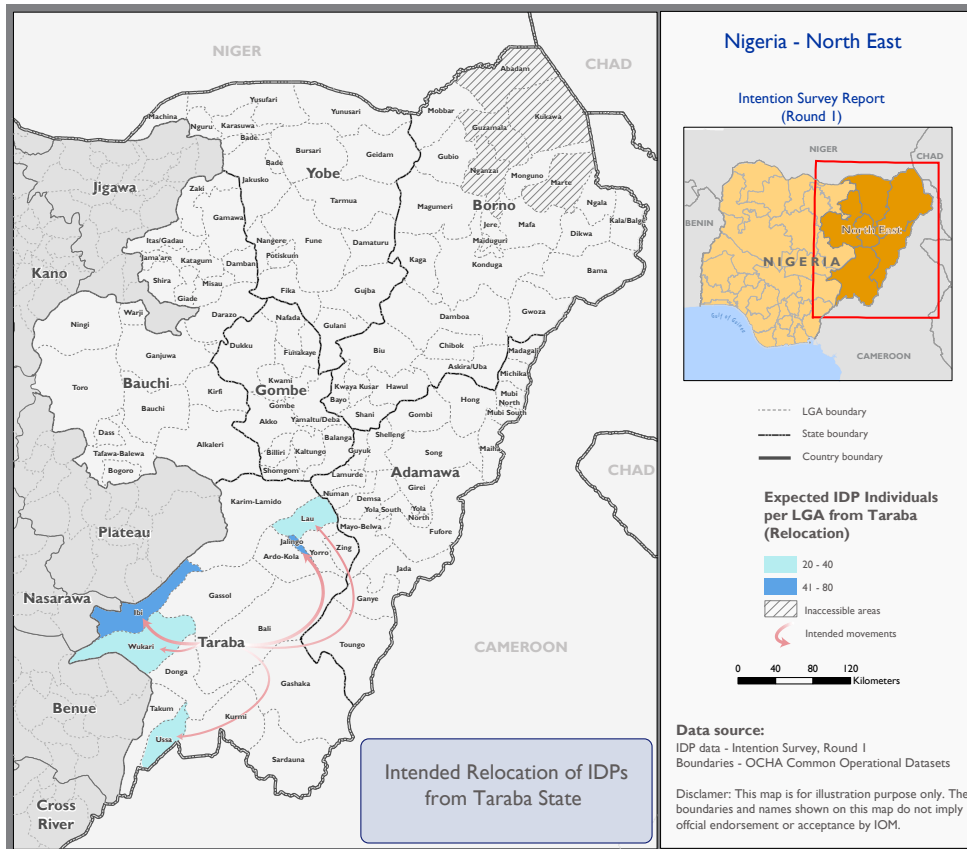 NIGER
CHAD
Abadam
Mobbar
Kukawa
Yusufari
Machina
Yunusari
Nguru
Karasuwa
Guzamala
Bade
Bursari
Geidam
Gubio
Bade
Yobe
Nganzai
Monguno
Marte
Jigawa
Jakusko
Zaki
Tarmua
Magumeri
Borno
Ngala
Gamawa
Kala/Balge
Jere
Mafa
Dikwa
Itas/Gadau
Nangere
Fune
Damaturu
Maidoguri
Jama'are
Katagum
Potiskum
Kaga
Konduga
Kano
Damban
Bama
Shira
Misau
Fika
Gujba
Giade
Gwoza
Warji
Darazo
Nafada
Damboa
Ningi
Gulani
Dukku
Chibok
Ganjuwa
Funakaye
Biu
Madagali
Askira/Uba
Michika
Toro
Bauchi
Kirfi
Gombe
Kwami
Kwaya Kusar
Hawul
Hong
Mubi
North
Bauchi
Gombe
Bayo
Mubi South
Akko
Yamaltu/Deba
Shani
Gombi
Dass
Balanga
Shelleng
Alkaleri
Billiri
Kaltungo
Guyuk
Song
Maiha
Tafawa-Balewa
Adamawa
CHAD
Bogoro
Shomgom
Lamurde
Girei
Numan
Demsa
Karim-Lamido
Yola South
Yola
North
Plateau
Lau
Mayo-Belwa
Fufore
Jalingo
Zing
Ardo-Kola
Yorro
Jada
Nasarawa
Gassol
Ganye
Ibi
Bali
Taraba
Wukari
Toungo
CAMEROON
Donga
Gashaka
Benue
Takum
Kurmi
Ussa
Sardauna
Cross
River
Intended Relocation of IDPs
from Taraba State
Nigeria - North East
Intention Survey Report
(Round 1)
NIGER
CHAD
BENIN
North East
NIGERIA
Gulf of Guinea
CAMEROON
LGA boundary
State boundary
Country boundary
Expected IDP Individuals
per LGA from Taraba
(Relocation)
20 - 40
41 - 80
Inaccessible areas
Intended movements
0 40 80 120
Kilometers
Data source:
IDP data - Intention Survey, Round 1
Boundaries - OCHA Common Operational Datasets
Disclamer: This map is for illustration purpose only. The
boundaries and names shown on this map do not imply
offcial endorsement or acceptance by IOM.